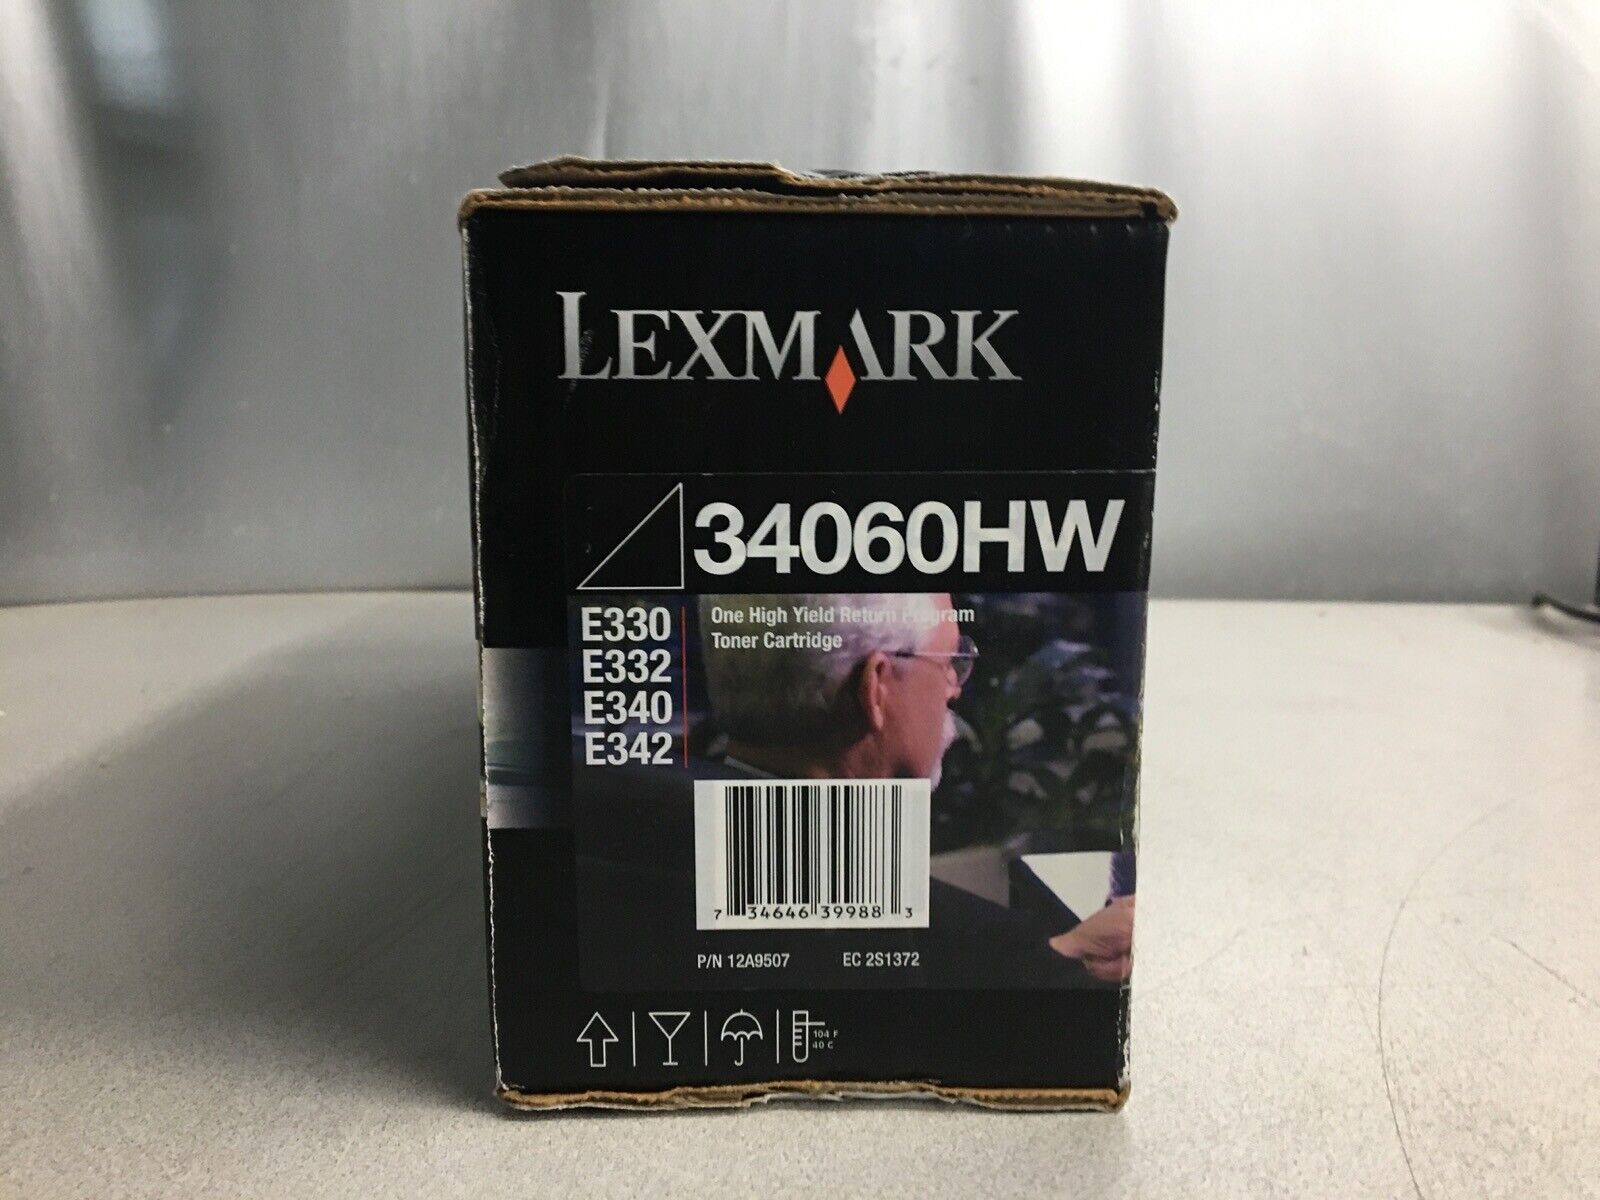 LEXMARK
34060HW
E330
E332
E340
E342
One High Yield Return Program
Toner Cartridge
7 34646 39988 3
P/N 12A9507 EC 2S1372
104 F
40 C